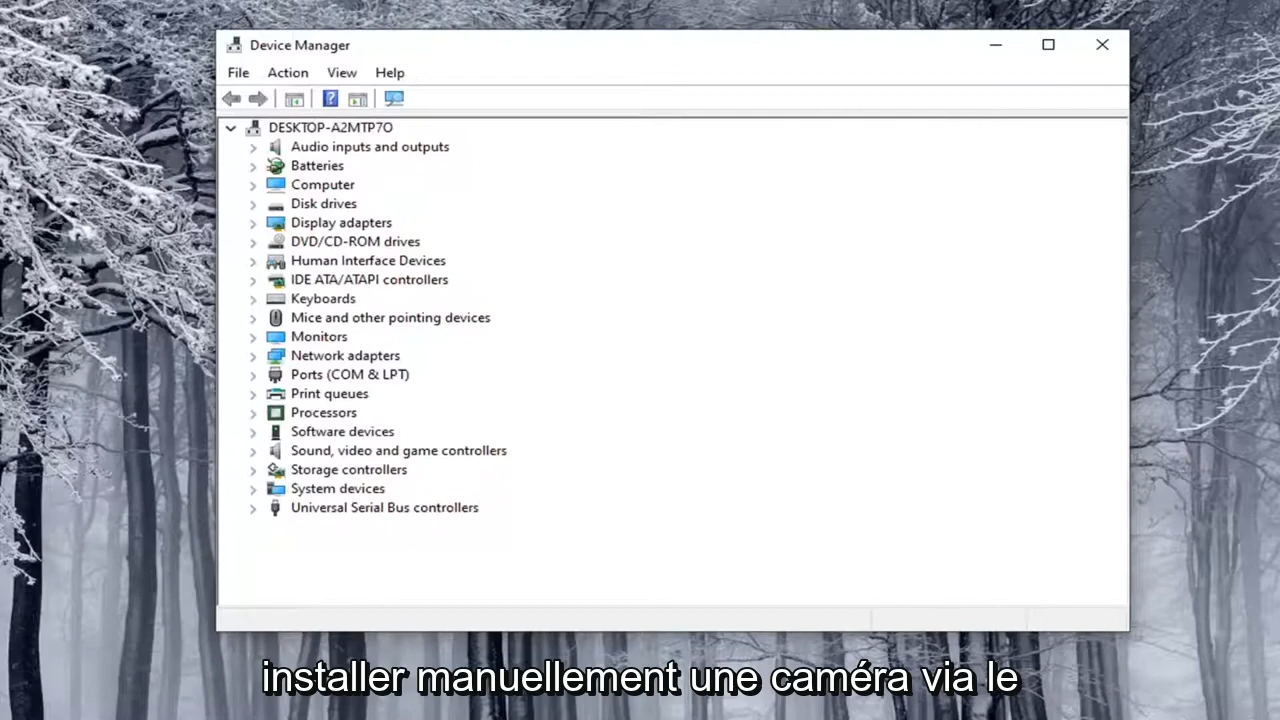 Device Manager
File Action View Help
DESKTOP-A2MTP7O
Audio inputs and outputs
Batteries
Computer
Disk drives
Display adapters
DVD/CD-ROM drives
Human Interface Devices
IDE ATA/ATAPI controllers
Keyboards
Mice and other pointing devices
Monitors
Network adapters
Ports (COM & LPT)
Print queues
Processors
Software devices
Sound, video and game controllers
Storage controllers
System devices
Universal Serial Bus controllers
installer manuellement une caméra via le